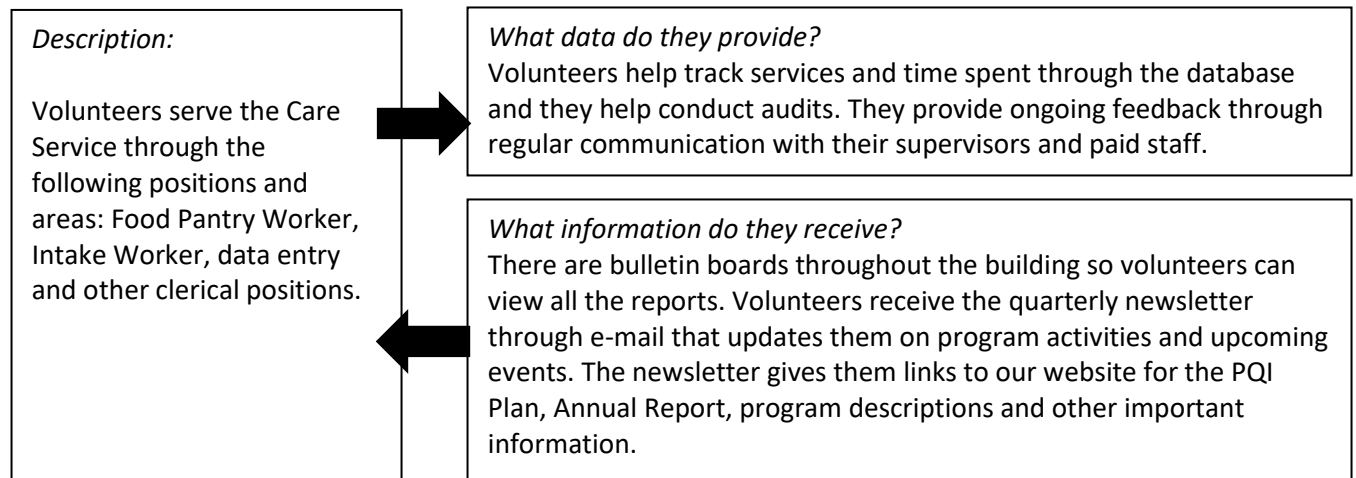 Description:
Volunteers serve the Care
Service through the
following positions and
areas: Food Pantry Worker,
Intake Worker, data entry
and other clerical positions.
What data do they provide?
Volunteers help track services and time spent through the database
and they help conduct audits. They provide ongoing feedback through
regular communication with their supervisors and paid staff.
What information do they receive?
There are bulletin boards throughout the building so volunteers can
view all the reports. Volunteers receive the quarterly newsletter
through e-mail that updates them on program activities and upcoming
events. The newsletter gives them links to our website for the PQI
Plan, Annual Report, program descriptions and other important
information.